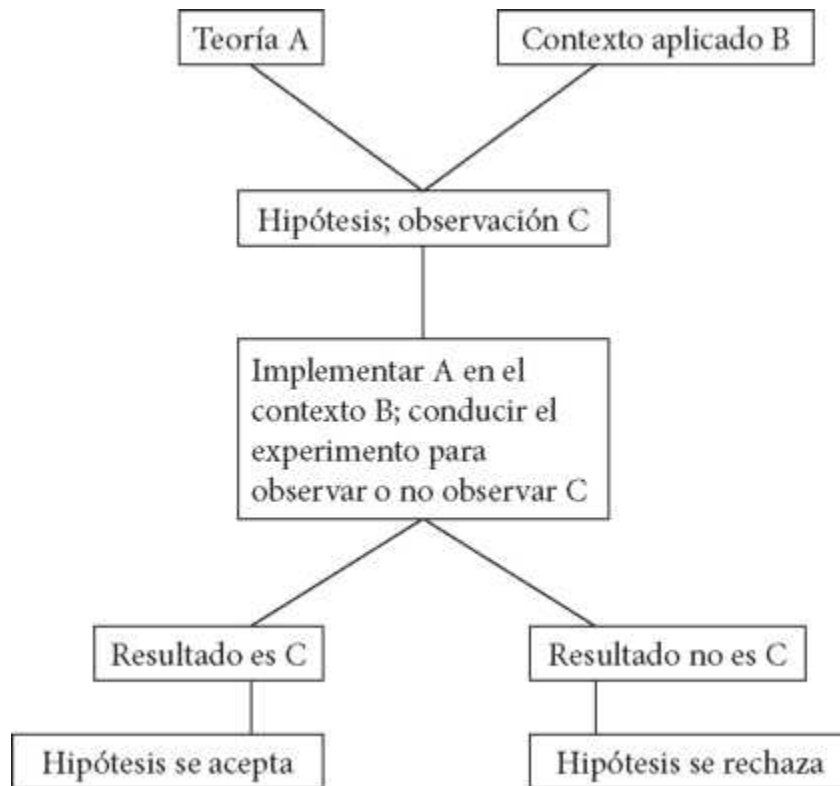 Teoría A
Contexto aplicado B
Hipótesis; observación C
Implementar A en el
contexto B; conducir el
experimento para
observar o no observar C
Resultado es C
Resultado no es C
Hipótesis se acepta
Hipótesis se rechaza